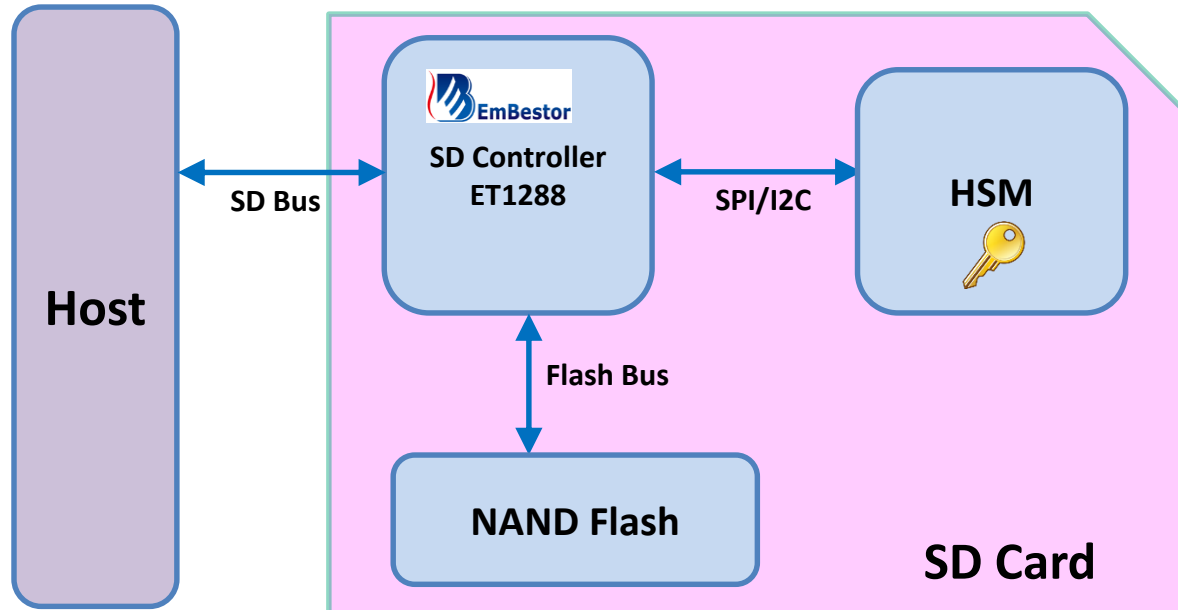 EmBestor
SD Controller
ET1288
SD Bus
SPI/I2C
HSM
Host
Flash Bus
NAND Flash
SD Card